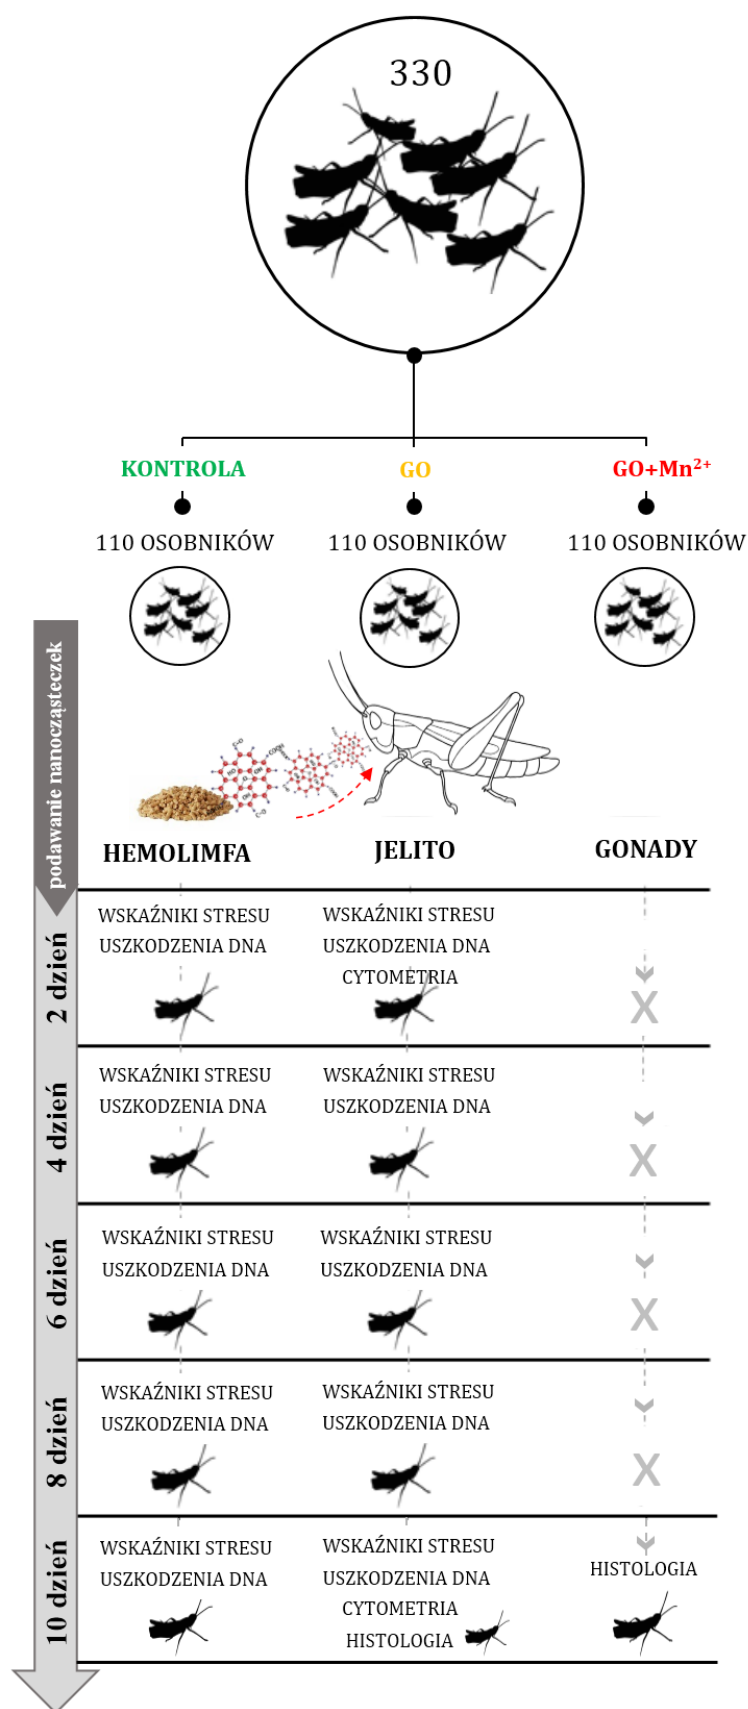 330
KONTROLA
GO
GO+Mn²⁺
110 OSOBNIKÓW
110 OSOBNIKÓW
110 OSOBNIKÓW
podawanie nanocząsteczek
HEMOLIMFA
JELITO
GONADY
2 dzień
WSKAŹNIKI STRESU
USZKODZENIA DNA
WSKAŹNIKI STRESU
USZKODZENIA DNA
CYTOMETRIA
X
4 dzień
WSKAŹNIKI STRESU
USZKODZENIA DNA
WSKAŹNIKI STRESU
USZKODZENIA DNA
X
6 dzień
WSKAŹNIKI STRESU
USZKODZENIA DNA
WSKAŹNIKI STRESU
USZKODZENIA DNA
X
8 dzień
WSKAŹNIKI STRESU
USZKODZENIA DNA
WSKAŹNIKI STRESU
USZKODZENIA DNA
X
10 dzień
WSKAŹNIKI STRESU
USZKODZENIA DNA
WSKAŹNIKI STRESU
USZKODZENIA DNA
CYTOMETRIA
HISTOLOGIA
HISTOLOGIA